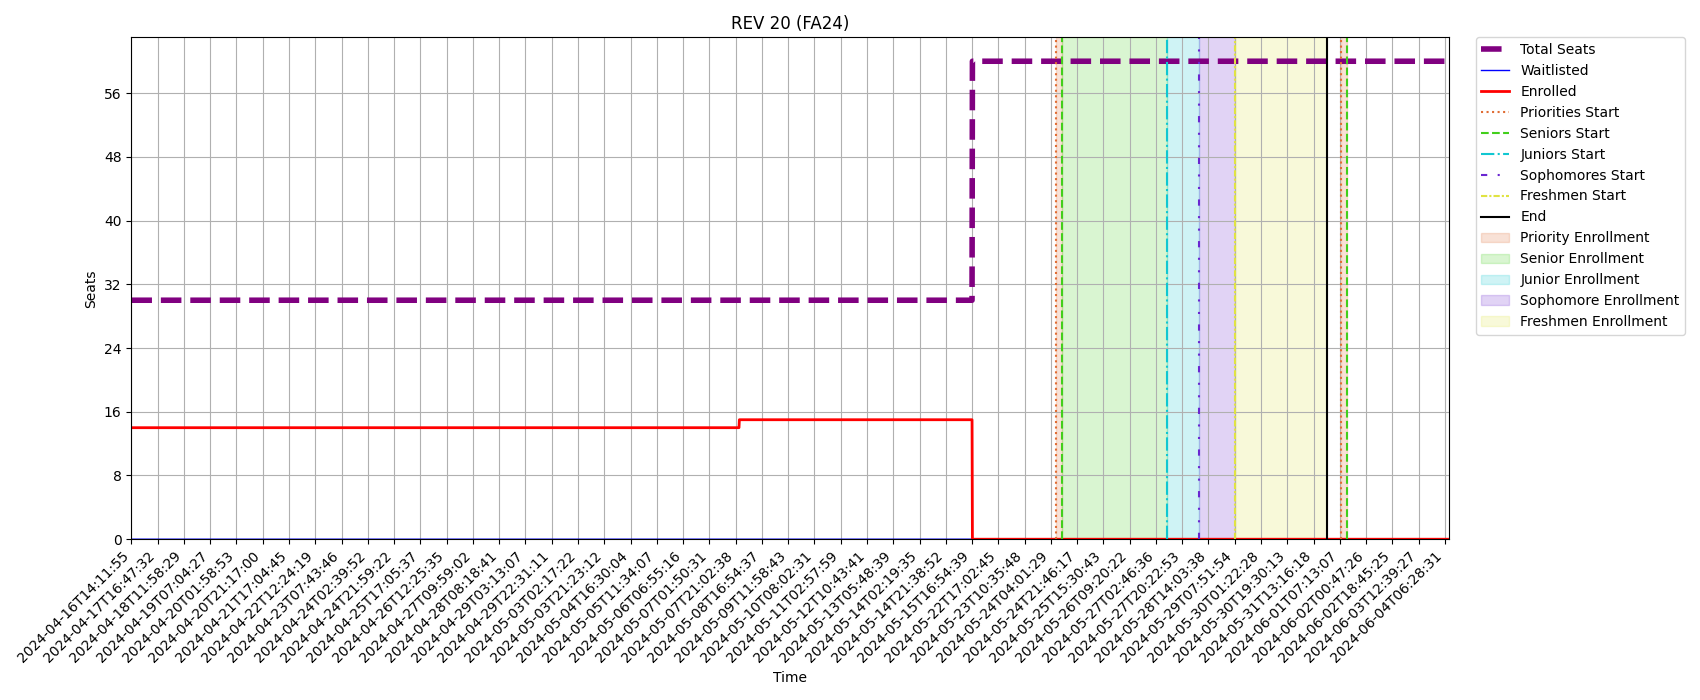 REV 20 (FA24)
Seats
56
48
40
32
24
16
8
0
2024-04-16T14:11:55
2024-04-17T16:47:32
2024-04-18T11:58:29
2024-04-19T07:04:27
2024-04-20T01:58:53
2024-04-20T21:17:00
2024-04-21T17:04:45
2024-04-22T12:24:19
2024-04-23T07:43:46
2024-04-24T02:39:52
2024-04-24T21:59:22
2024-04-25T17:05:37
2024-04-26T12:25:35
2024-04-27T09:59:02
2024-04-28T08:18:41
2024-04-29T03:13:07
2024-04-29T22:31:11
2024-05-03T02:17:22
2024-05-03T21:23:12
2024-05-04T16:30:04
2024-05-05T11:34:07
2024-05-06T06:55:16
2024-05-07T01:50:31
2024-05-07T21:02:38
2024-05-08T16:54:37
2024-05-09T11:58:43
2024-05-10T08:02:31
2024-05-11T02:57:59
2024-05-12T10:43:41
2024-05-13T05:48:39
2024-05-14T02:19:35
2024-05-14T21:38:52
2024-05-15T16:54:39
2024-05-22T17:02:45
2024-05-23T10:35:48
2024-05-24T04:01:29
2024-05-24T21:46:17
2024-05-25T15:30:43
2024-05-26T09:20:22
2024-05-27T02:46:36
2024-05-27T20:22:53
2024-05-28T14:03:38
2024-05-29T07:51:54
2024-05-30T01:22:28
2024-05-30T19:30:13
2024-05-31T13:16:18
2024-06-01T07:13:07
2024-06-02T00:47:26
2024-06-02T18:45:25
2024-06-03T12:39:27
2024-06-04T06:28:31
Time
Total Seats
Waitlisted
Enrolled
Priorities Start
Seniors Start
Juniors Start
Sophomores Start
Freshmen Start
End
Priority Enrollment
Senior Enrollment
Junior Enrollment
Sophomore Enrollment
Freshmen Enrollment